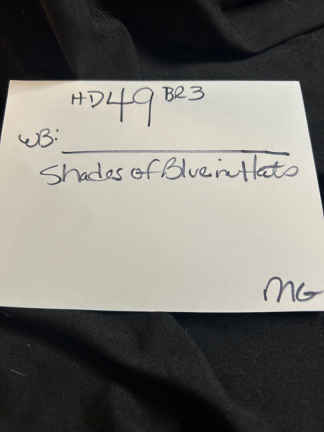 HD49 BR3
WB:
Shades of Blue in Hats
MG